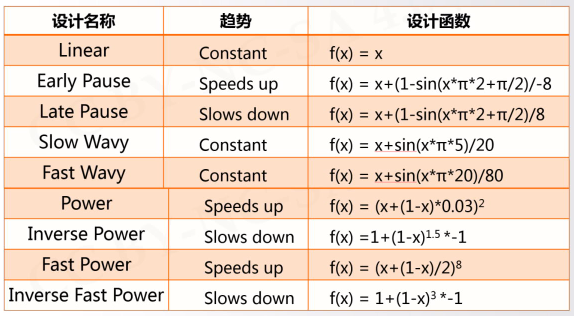 设计名称 趋势 设计函数
Linear Constant f(x) = x
Early Pause Speeds up f(x) = x+(1-sin(x*π*2+π/2)/-8
Late Pause Slows down f(x) = x+(1-sin(x*π*2+π/2)/8
Slow Wavy Constant f(x) = x+sin(x*π*5)/20
Fast Wavy Constant f(x) = x+sin(x*π*20)/80
Power Speeds up f(x) = (x+(1-x)*0.03)²
Inverse Power Slows down f(x) =1+(1-x)¹·⁵ *-1
Fast Power Speeds up f(x) = (x+(1-x)/2)⁸
Inverse Fast Power Slows down f(x) = 1+(1-x)³ *-1